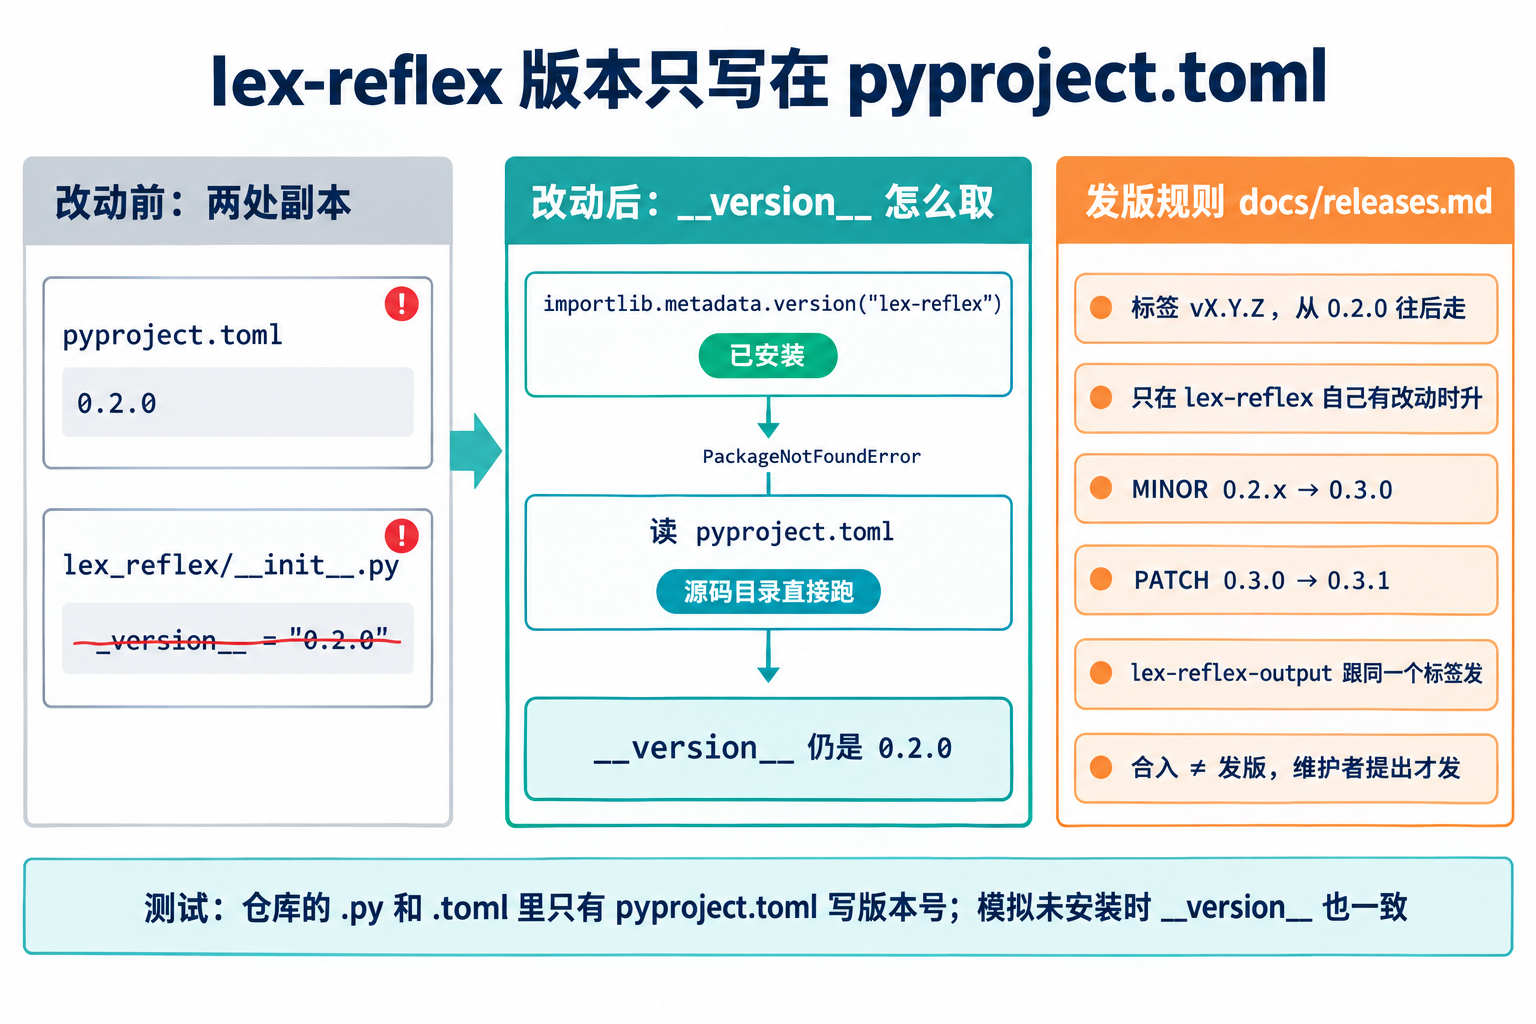 lex-reflex 版本只写在 pyproject.toml
改动前：两处副本
!
pyproject.toml
0.2.0
!
lex_reflex/__init__.py
_version__ = "0.2.0"
改动后：__version__ 怎么取
importlib.metadata.version("lex-reflex")
已安装
PackageNotFoundError
读 pyproject.toml
源码目录直接跑
__version__ 仍是 0.2.0
发版规则 docs/releases.md
标签 vX.Y.Z，从 0.2.0 往后走
只在 lex-reflex 自己有改动时升
MINOR 0.2.x → 0.3.0
PATCH 0.3.0 → 0.3.1
lex-reflex-output 跟同一个标签发
合入 ≠ 发版，维护者提出才发
测试：仓库的 .py 和 .toml 里只有 pyproject.toml 写版本号；模拟未安装时 __version__ 也一致